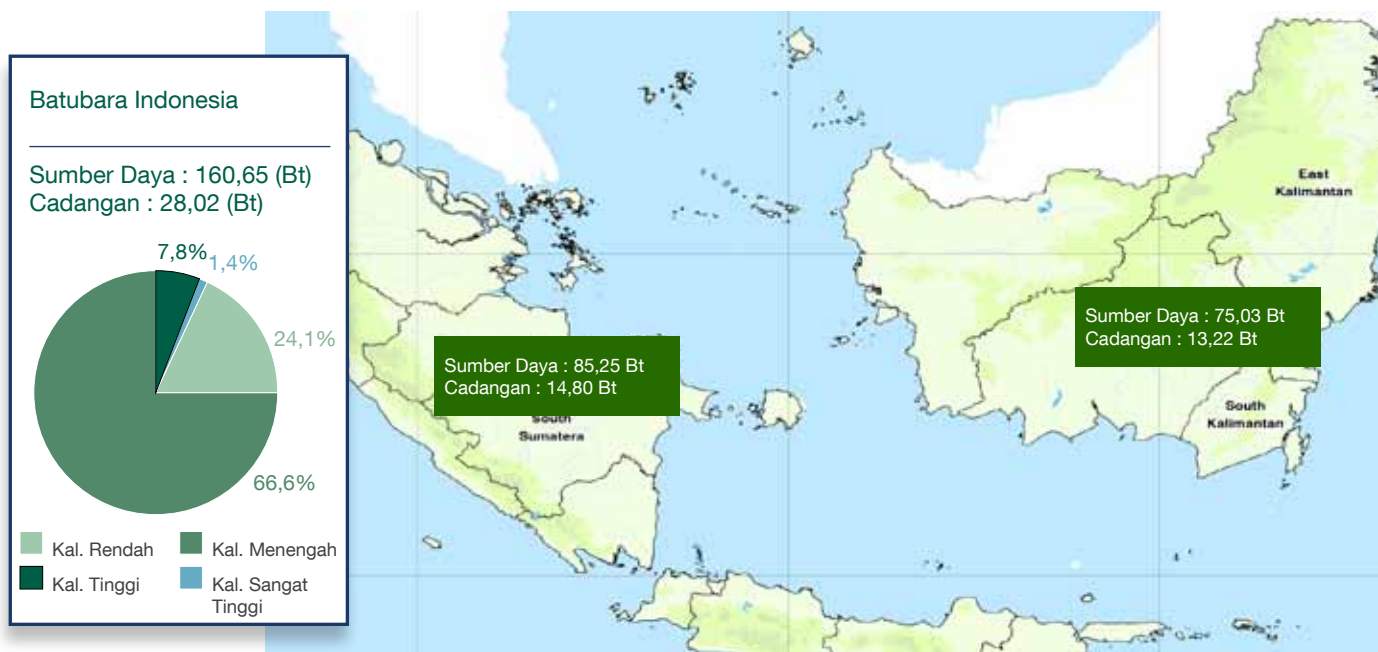 Batubara Indonesia
Sumber Daya : 160,65 (Bt)
Cadangan : 28,02 (Bt)
7,8%
1,4%
24,1%
66,6%
Kal. Rendah
Kal. Menengah
Kal. Tinggi
Kal. Sangat
Tinggi
Sumber Daya : 85,25 Bt
Cadangan : 14,80 Bt
South
Sumatera
East
Kalimantan
Sumber Daya : 75,03 Bt
Cadangan : 13,22 Bt
South
Kalimantan